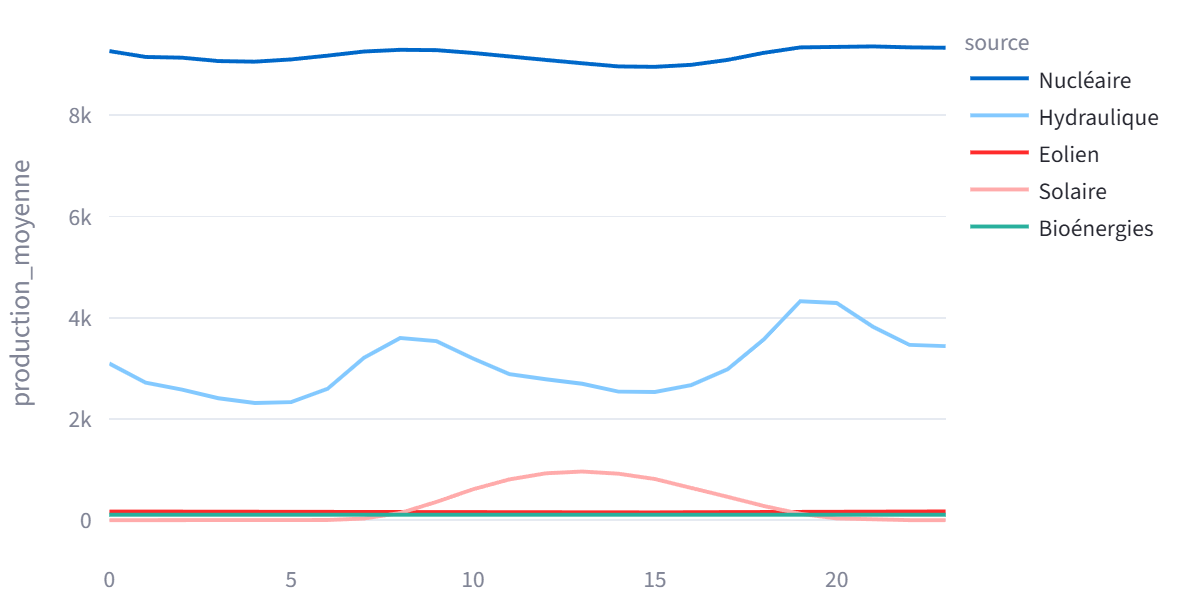 source
Nucléaire
Hydraulique
Eolien
Solaire
Bioénergies
production_moyenne
8k
6k
4k
2k
0
0 5 10 15 20